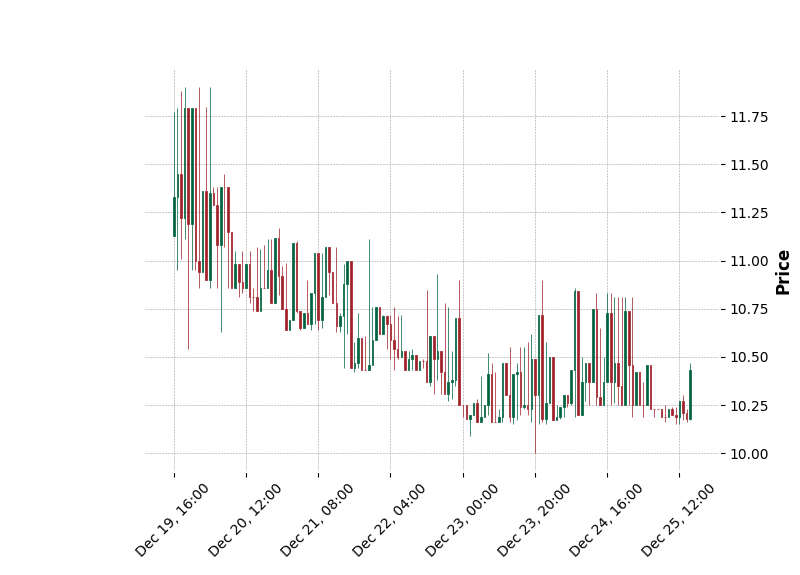 11.75
11.50
11.25
11.00
10.75
10.50
10.25
10.00
Price
Dec 19, 16:00
Dec 20, 12:00
Dec 21, 08:00
Dec 22, 04:00
Dec 23, 00:00
Dec 23, 20:00
Dec 24, 16:00
Dec 25, 12:00